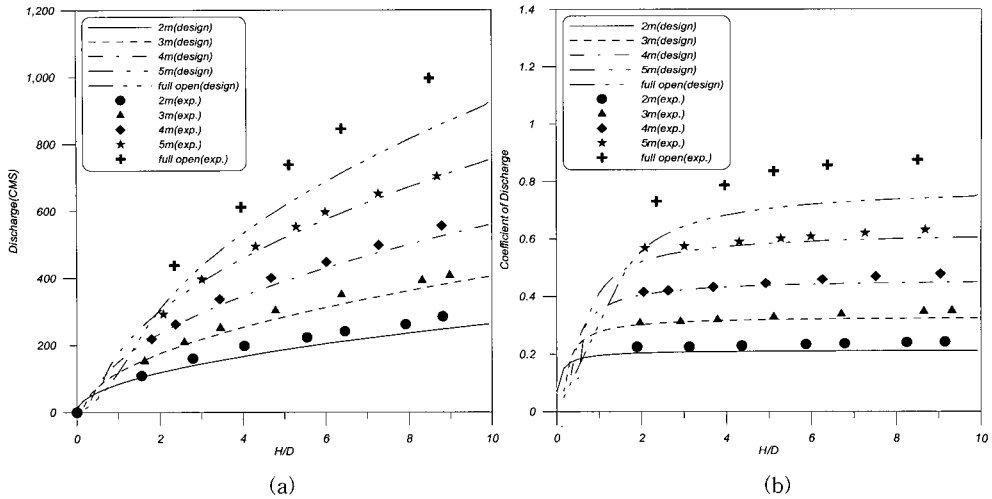 1,200
1,000
800
600
400
200
0
Discharge(CMS)
2m(design)
3m(design)
4m(design)
5m(design)
full open(design)
2m(exp.)
3m(exp.)
4m(exp.)
5m(exp.)
full open(exp.)
0
2
4
6
8
10
H/D
(a)
1.4
1.2
1
0.8
0.6
0.4
0.2
0
Coefficient of Discharge
2m(design)
3m(design)
4m(design)
5m(design)
full open(design)
2m(exp.)
3m(exp.)
4m(exp.)
5m(exp.)
full open(exp.)
0
2
4
6
8
10
H/D
(b)